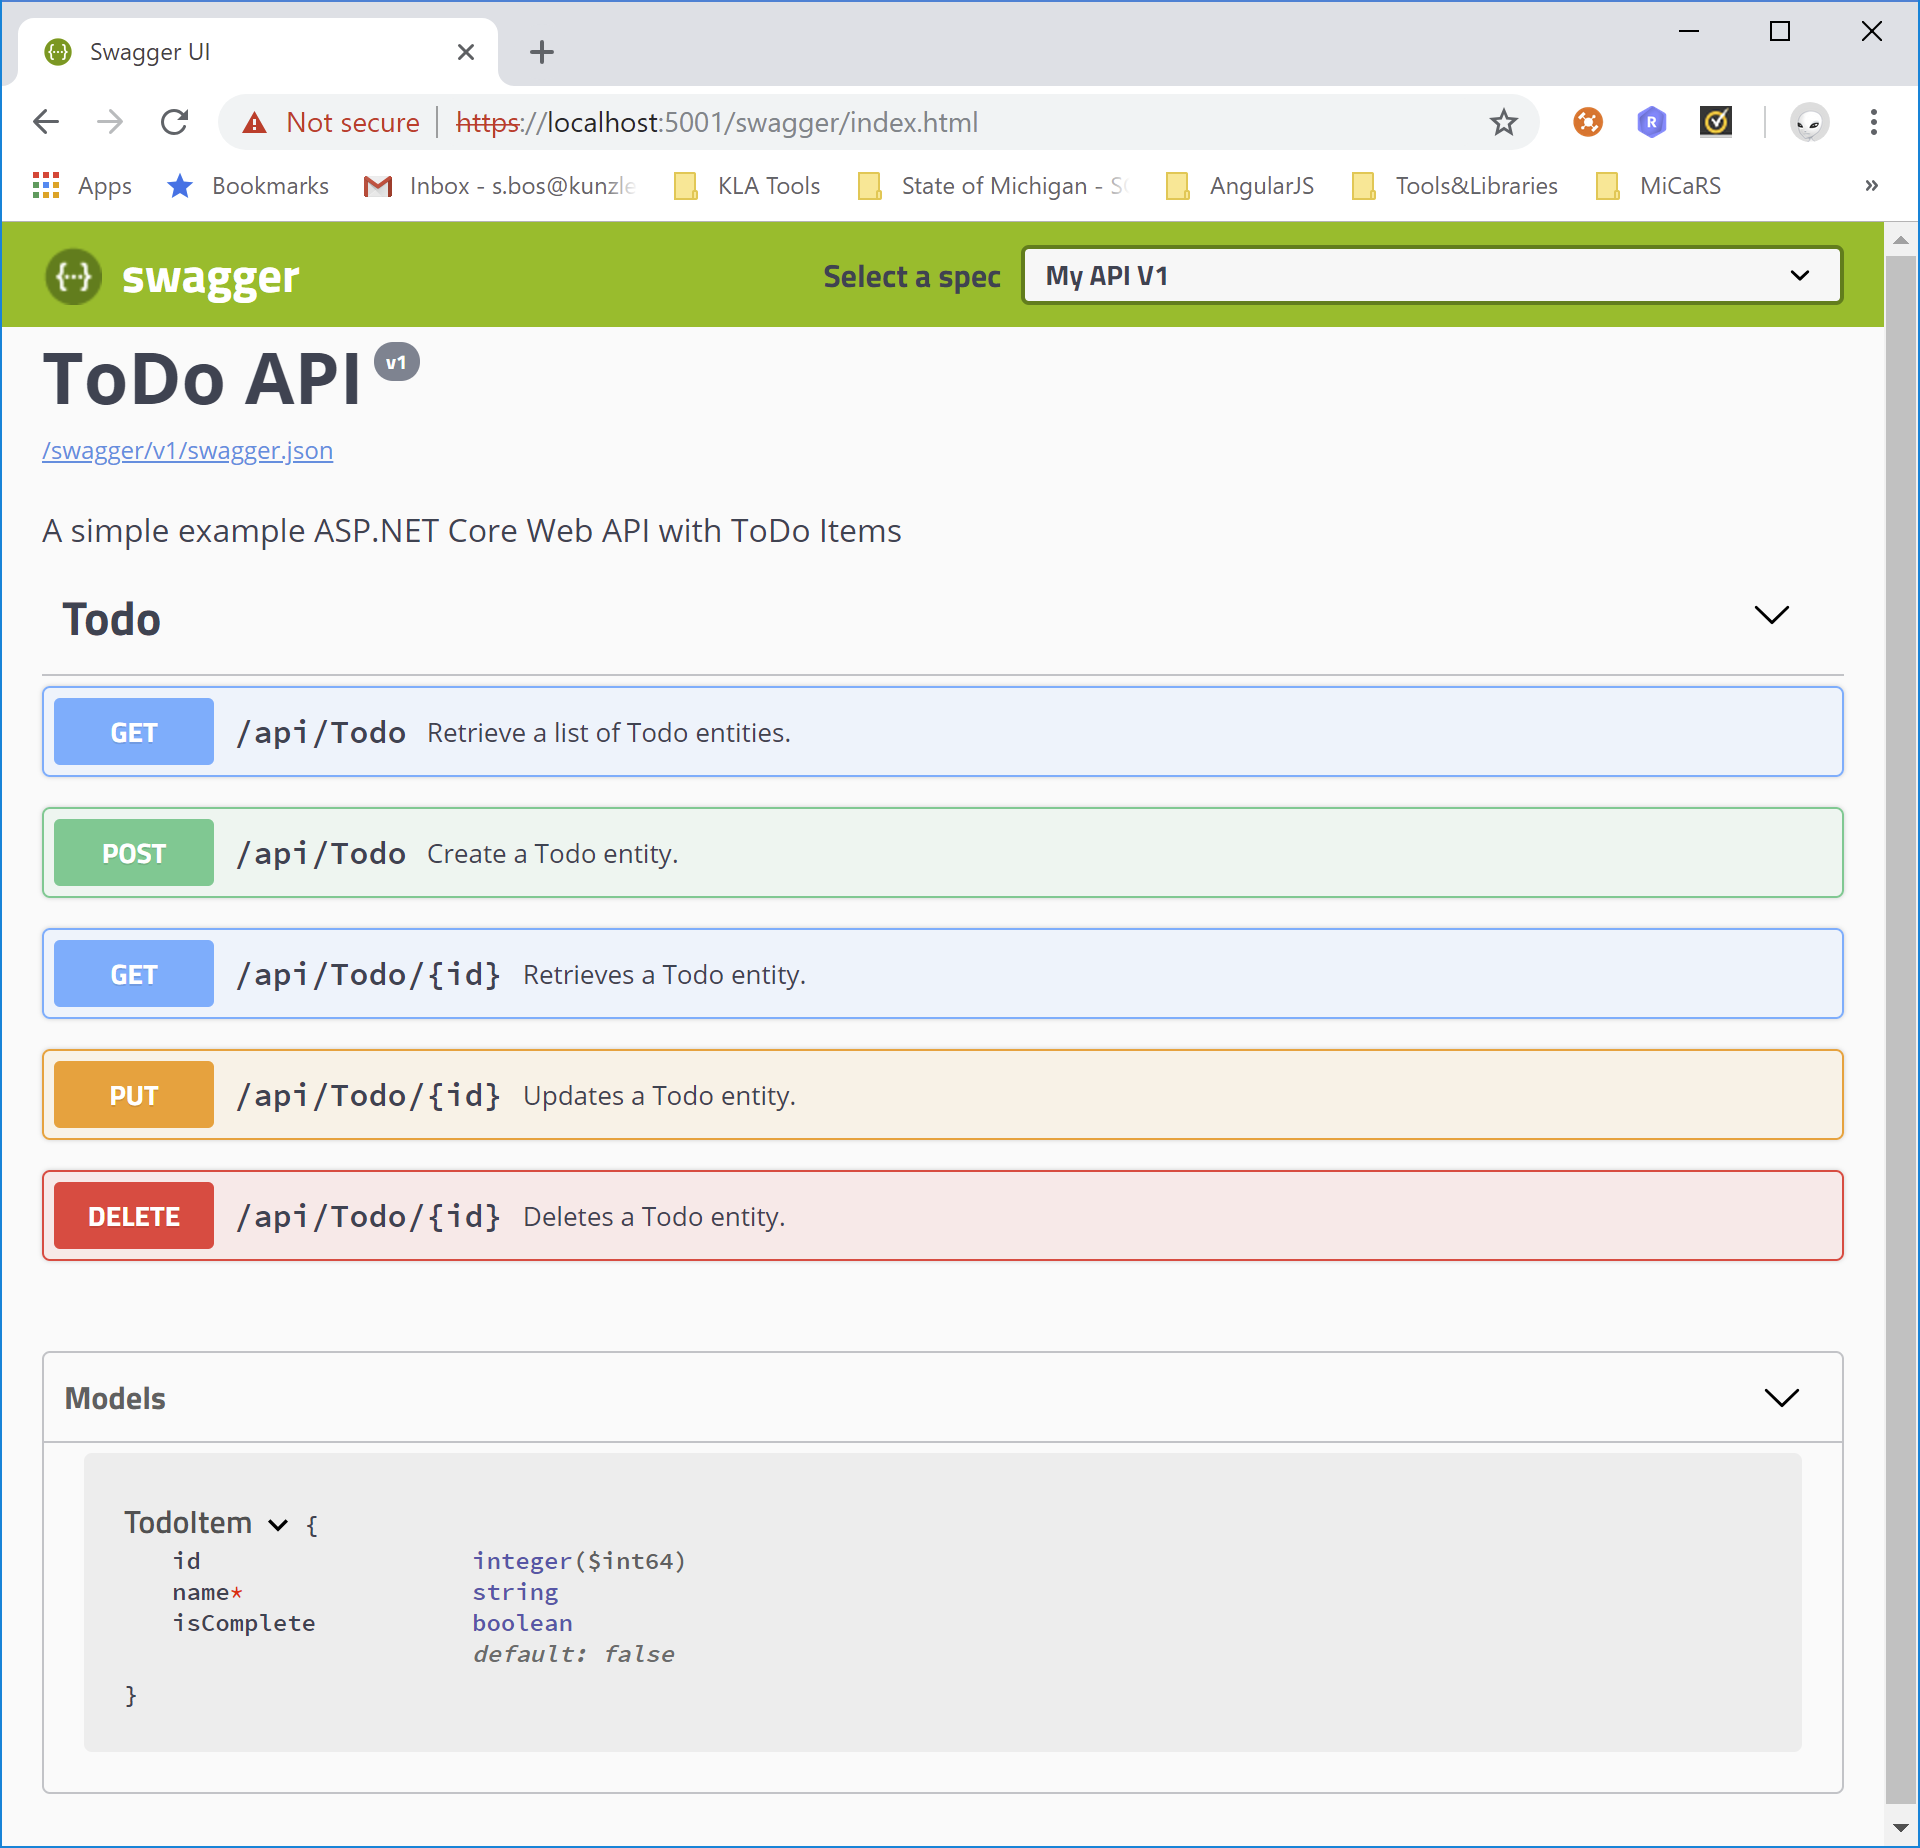 Swagger UI
Not secure https://localhost:5001/swagger/index.html
R
Apps Bookmarks Inbox - s.bos@kunzle KLA Tools State of Michigan - AngularJS Tools&Libraries MiCaRS »
{···} swagger Select a spec My API V1
ToDo API v1
/swagger/v1/swagger.json
A simple example ASP.NET Core Web API with ToDo Items
Todo
GET /api/Todo Retrieve a list of Todo entities.
POST /api/Todo Create a Todo entity.
GET /api/Todo/{id} Retrieves a Todo entity.
PUT /api/Todo/{id} Updates a Todo entity.
DELETE /api/Todo/{id} Deletes a Todo entity.
Models
TodoItem {
id integer($int64)
name* string
isComplete boolean
default: false
}